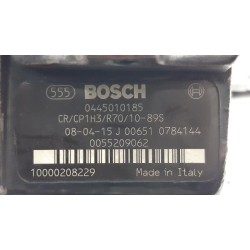 555 BOSCH
0445010185
CR/CP1H3/R70/10-89S
08-04-15 J 00651 0784144
0055209062
10000208229 Made in Italy